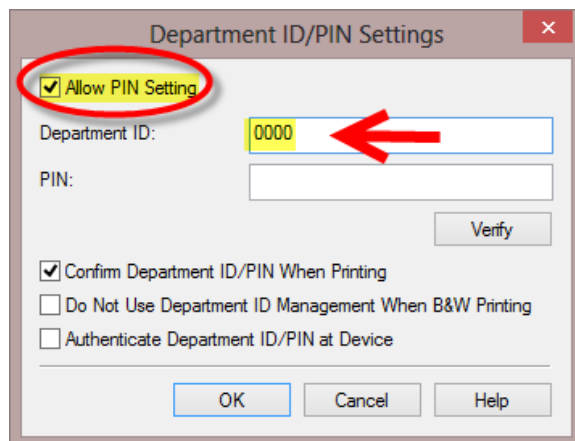 Department ID/PIN Settings
Allow PIN Setting
Department ID:
0000
PIN:
Verify
Confirm Department ID/PIN When Printing
Do Not Use Department ID Management When B&W Printing
Authenticate Department ID/PIN at Device
OK
Cancel
Help